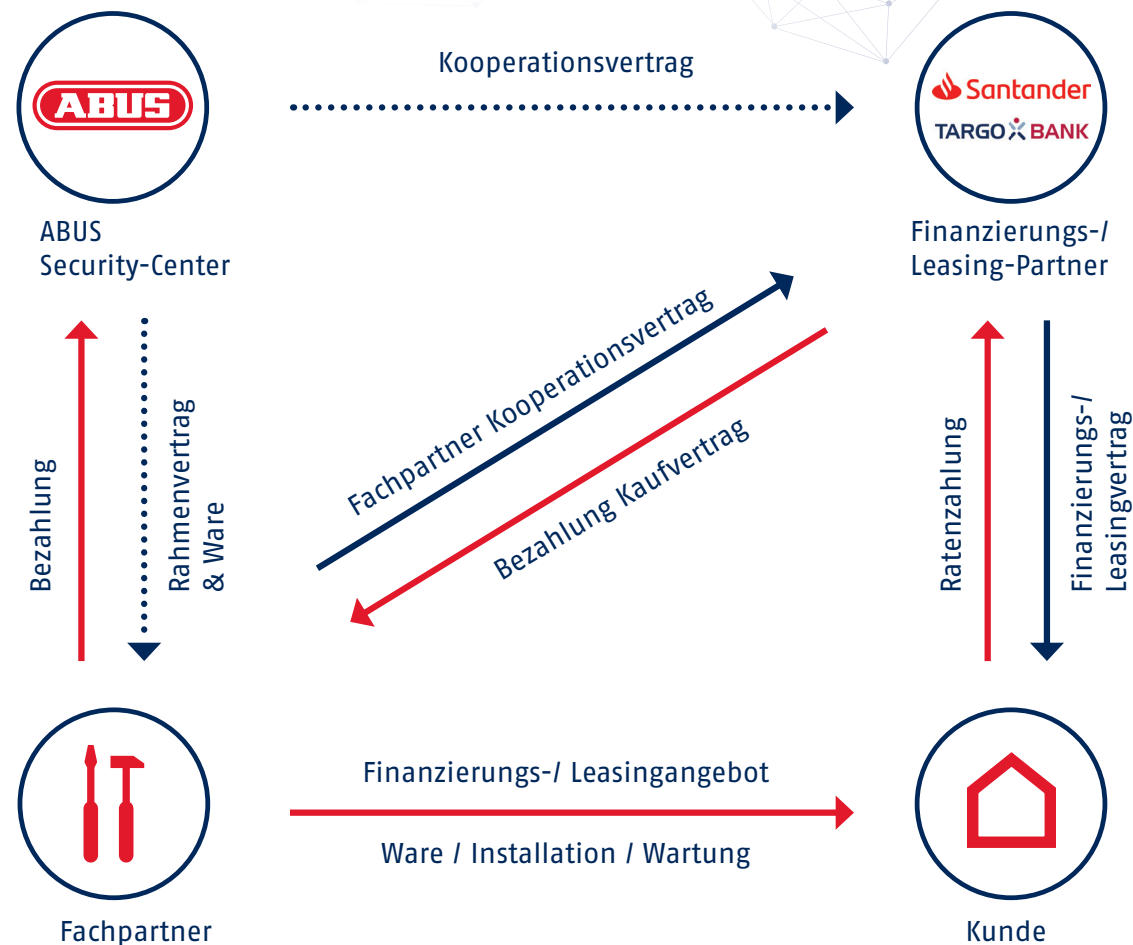 Kooperationsvertrag
ABUS
Santander
TARGO BANK
ABUS
Security-Center
Finanzierungs-/
Leasing-Partner
Fachpartner Kooperationsvertrag
Bezahlung Kaufvertrag
Bezahlung
Rahmenvertrag
& Ware
Ratenzahlung
Finanzierungs-/
Leasingvertrag
Finanzierungs-/ Leasingangebot
Ware / Installation / Wartung
Fachpartner
Kunde